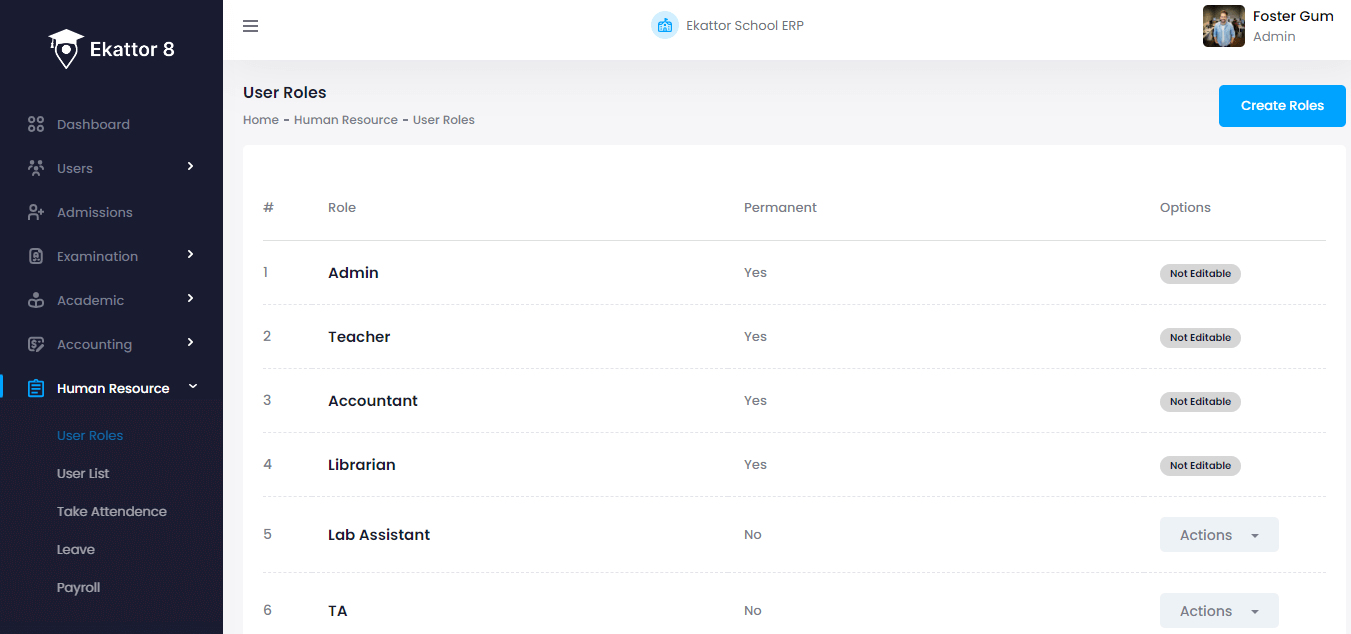 Ekattor 8
Dashboard
Users
Admissions
Examination
Academic
Accounting
Human Resource
User Roles
User List
Take Attendence
Leave
Payroll
Ekattor School ERP
Foster Gum
Admin
User Roles
Home - Human Resource - User Roles
Create Roles
# Role Permanent Options
1 Admin Yes Not Editable
2 Teacher Yes Not Editable
3 Accountant Yes Not Editable
4 Librarian Yes Not Editable
5 Lab Assistant No Actions
6 TA No Actions